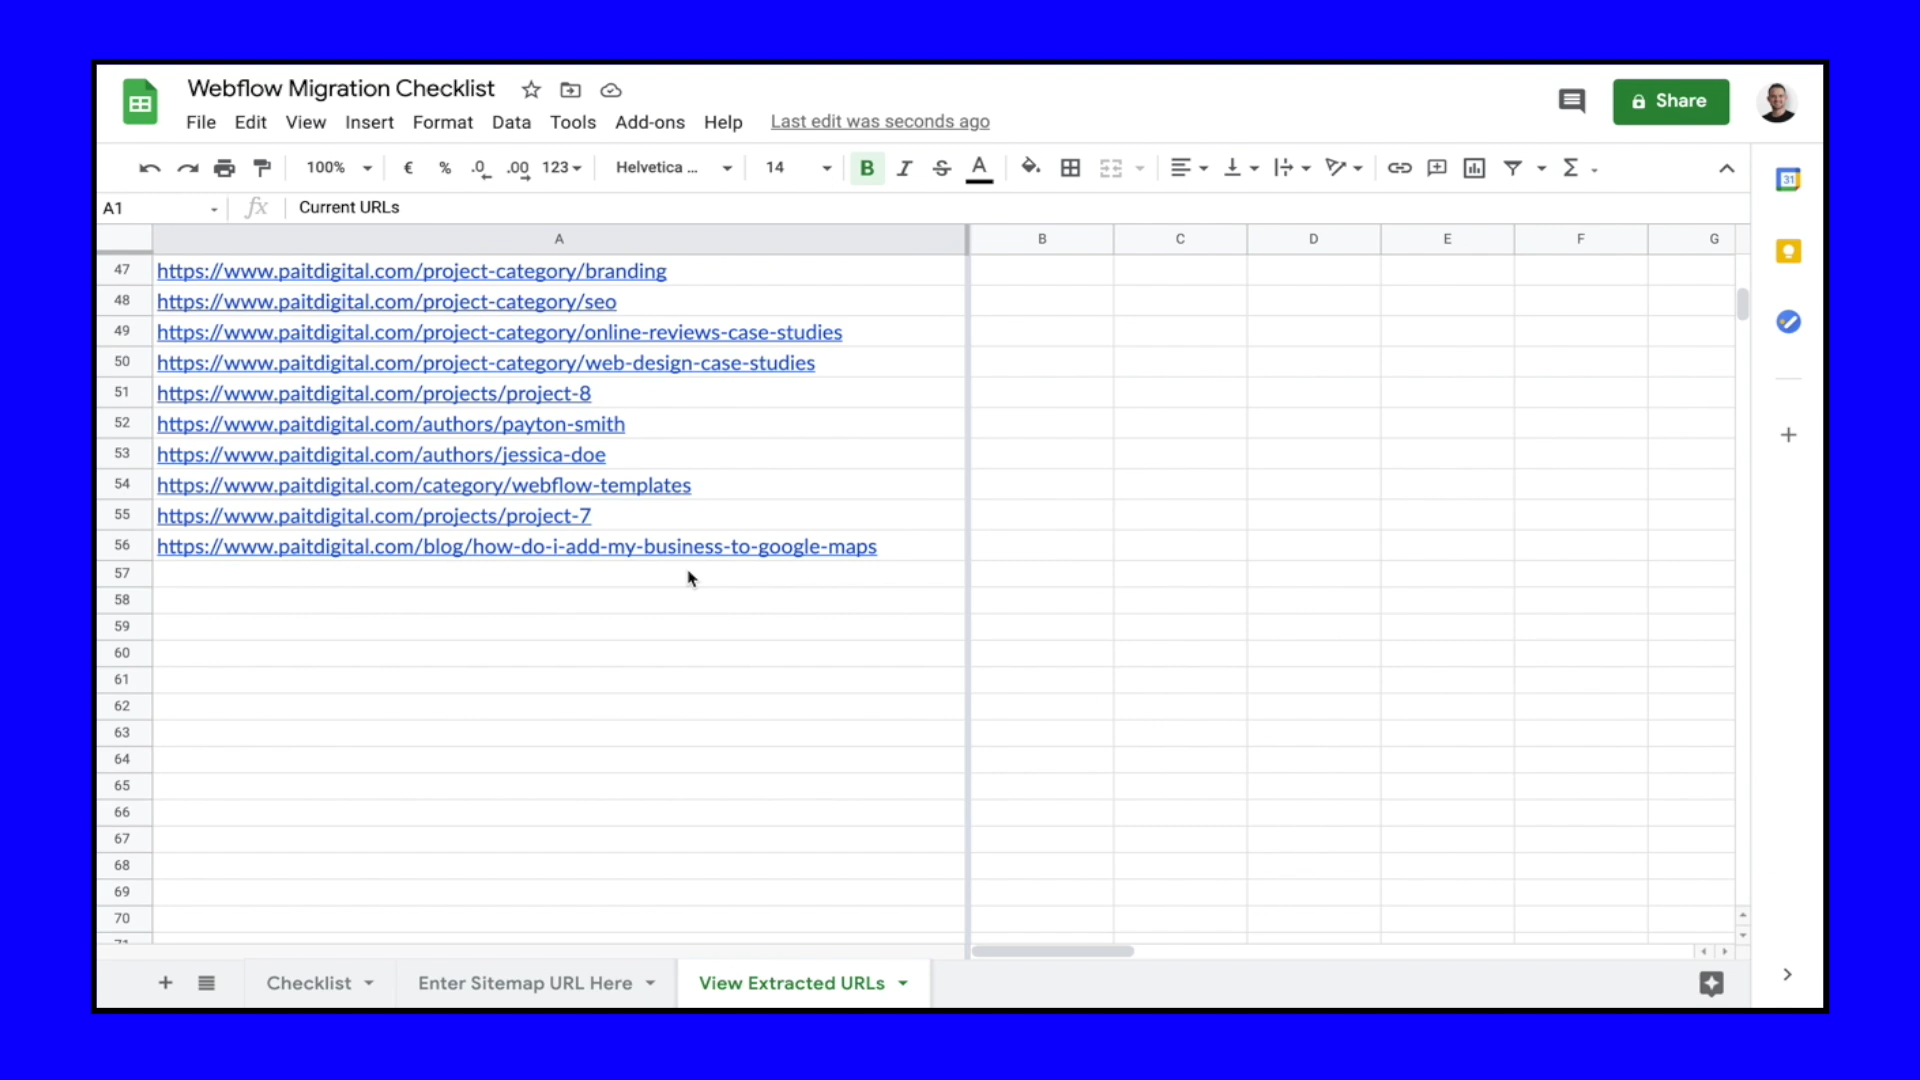 Webflow Migration Checklist
Share
File Edit View Insert Format Data Tools Add-ons Help Last edit was seconds ago
100% € % .0 .00 123 Helvetica ... 14 B I S A Σ
31
A1 fx Current URLs
A B C D E F G
47 https://www.paitdigital.com/project-category/branding
48 https://www.paitdigital.com/project-category/seo
49 https://www.paitdigital.com/project-category/online-reviews-case-studies
50 https://www.paitdigital.com/project-category/web-design-case-studies
51 https://www.paitdigital.com/projects/project-8
52 https://www.paitdigital.com/authors/payton-smith
53 https://www.paitdigital.com/authors/jessica-doe
54 https://www.paitdigital.com/category/webflow-templates
55 https://www.paitdigital.com/projects/project-7
56 https://www.paitdigital.com/blog/how-do-i-add-my-business-to-google-maps
57
58
59
60
61
62
63
64
65
66
67
68
69
70
71
Checklist Enter Sitemap URL Here View Extracted URLs